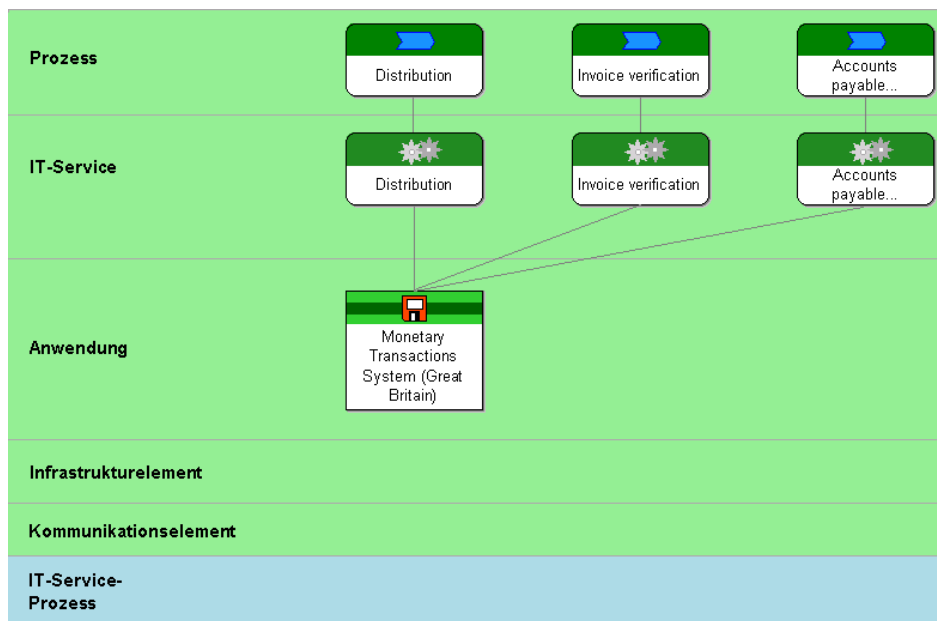 Prozess
Distribution
Invoice verification
Accounts
payable...
IT-Service
Distribution
Invoice verification
Accounts
payable...
Anwendung
Monetary
Transactions
System (Great
Britain)
Infrastrukturelement
Kommunikationselement
IT-Service-
Prozess